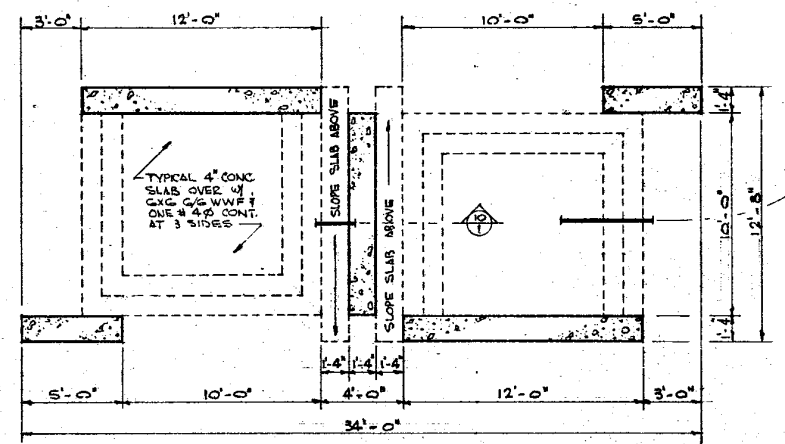 3'-0"
12'-0"
10'-0"
5'-0"
1'-4"
SLOPE SLAB ABOVE
TYPICAL 4" CONC
SLAB OVER W/
6X6 6/6 WWF &
ONE # 4Ø CONT.
AT 3 SIDES
SLOPE SLAB ABOVE
10
1
10'-0"
12'-8"
1'-4"
1'-4" 1'-4" 1'-4"
5'-0"
10'-0"
4'-0"
12'-0"
3'-0"
34'-0"